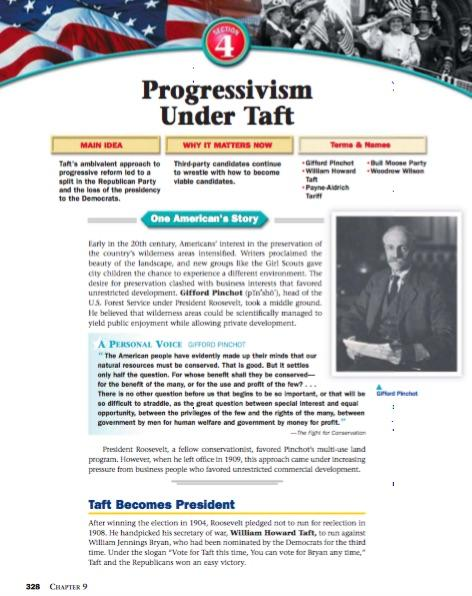 SECTION
4
Progressivism
Under Taft
MAIN IDEA
Taft's ambivalent approach to
progressive reform led to a
split in the Republican Party
and the loss of the presidency
to the Democrats.
WHY IT MATTERS NOW
Third-party candidates continue
to wrestle with how to become
viable candidates.
Terms & Names
•Gifford Pinchot
•William Howard
Taft
•Payne-Aldrich
Tariff
•Bull Moose Party
•Woodrow Wilson
One American's Story
Early in the 20th century, Americans' interest in the preservation of
the country's wilderness areas intensified. Writers proclaimed the
beauty of the landscape, and new groups like the Girl Scouts gave
city children the chance to experience a different environment. The
desire for preservation clashed with business interests that favored
unrestricted development. Gifford Pinchot (pĭn'shō'), head of the
U.S. Forest Service under President Roosevelt, took a middle ground.
He believed that wilderness areas could be scientifically managed to
yield public enjoyment while allowing private development.
A PERSONAL VOICE GIFFORD PINCHOT
" The American people have evidently made up their minds that our
natural resources must be conserved. That is good. But it settles
only half the question. For whose benefit shall they be conserved—
for the benefit of the many, or for the use and profit of the few? . . .
There is no other question before us that begins to be so important, or that will be
so difficult to straddle, as the great question between special interest and equal
opportunity, between the privileges of the few and the rights of the many, between
government by men for human welfare and government by money for profit. "
—The Fight for Conservation
Gifford Pinchot
President Roosevelt, a fellow conservationist, favored Pinchot's multi-use land
program. However, when he left office in 1909, this approach came under increasing
pressure from business people who favored unrestricted commercial development.
Taft Becomes President
After winning the election in 1904, Roosevelt pledged not to run for reelection in
1908. He handpicked his secretary of war, William Howard Taft, to run against
William Jennings Bryan, who had been nominated by the Democrats for the third
time. Under the slogan "Vote for Taft this time, You can vote for Bryan any time,"
Taft and the Republicans won an easy victory.
328 CHAPTER 9